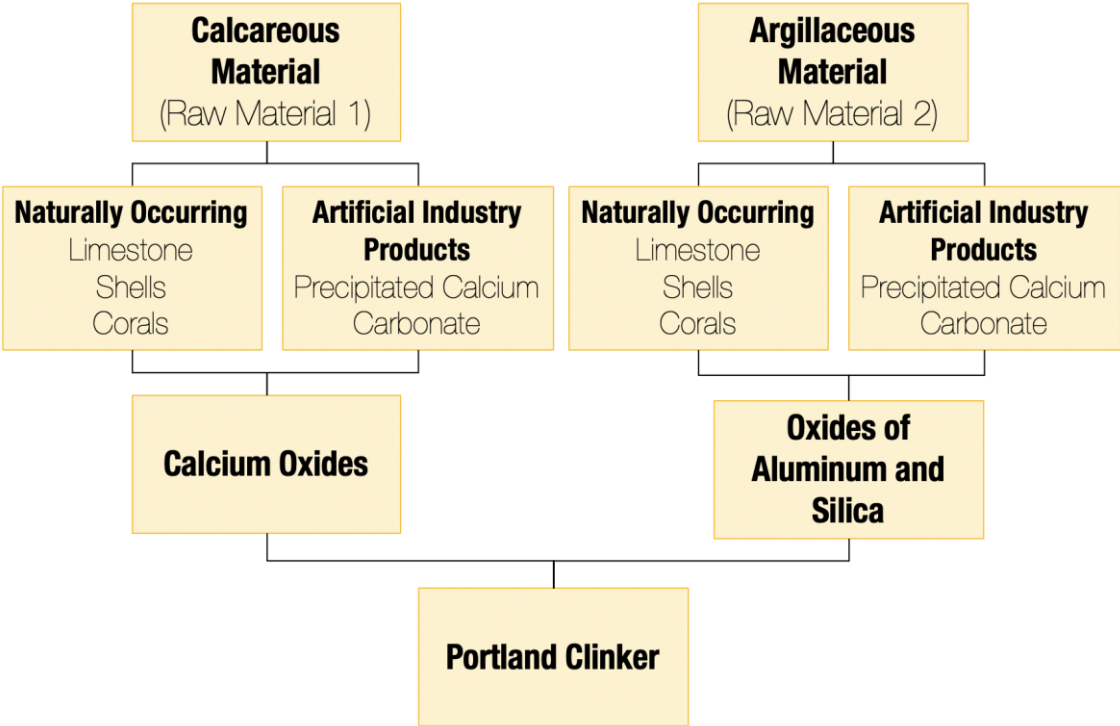 Calcareous
Material
(Raw Material 1)
Argillaceous
Material
(Raw Material 2)
Naturally Occurring
Limestone
Shells
Corals
Artificial Industry
Products
Precipitated Calcium
Carbonate
Naturally Occurring
Limestone
Shells
Corals
Artificial Industry
Products
Precipitated Calcium
Carbonate
Calcium Oxides
Oxides of
Aluminum and
Silica
Portland Clinker